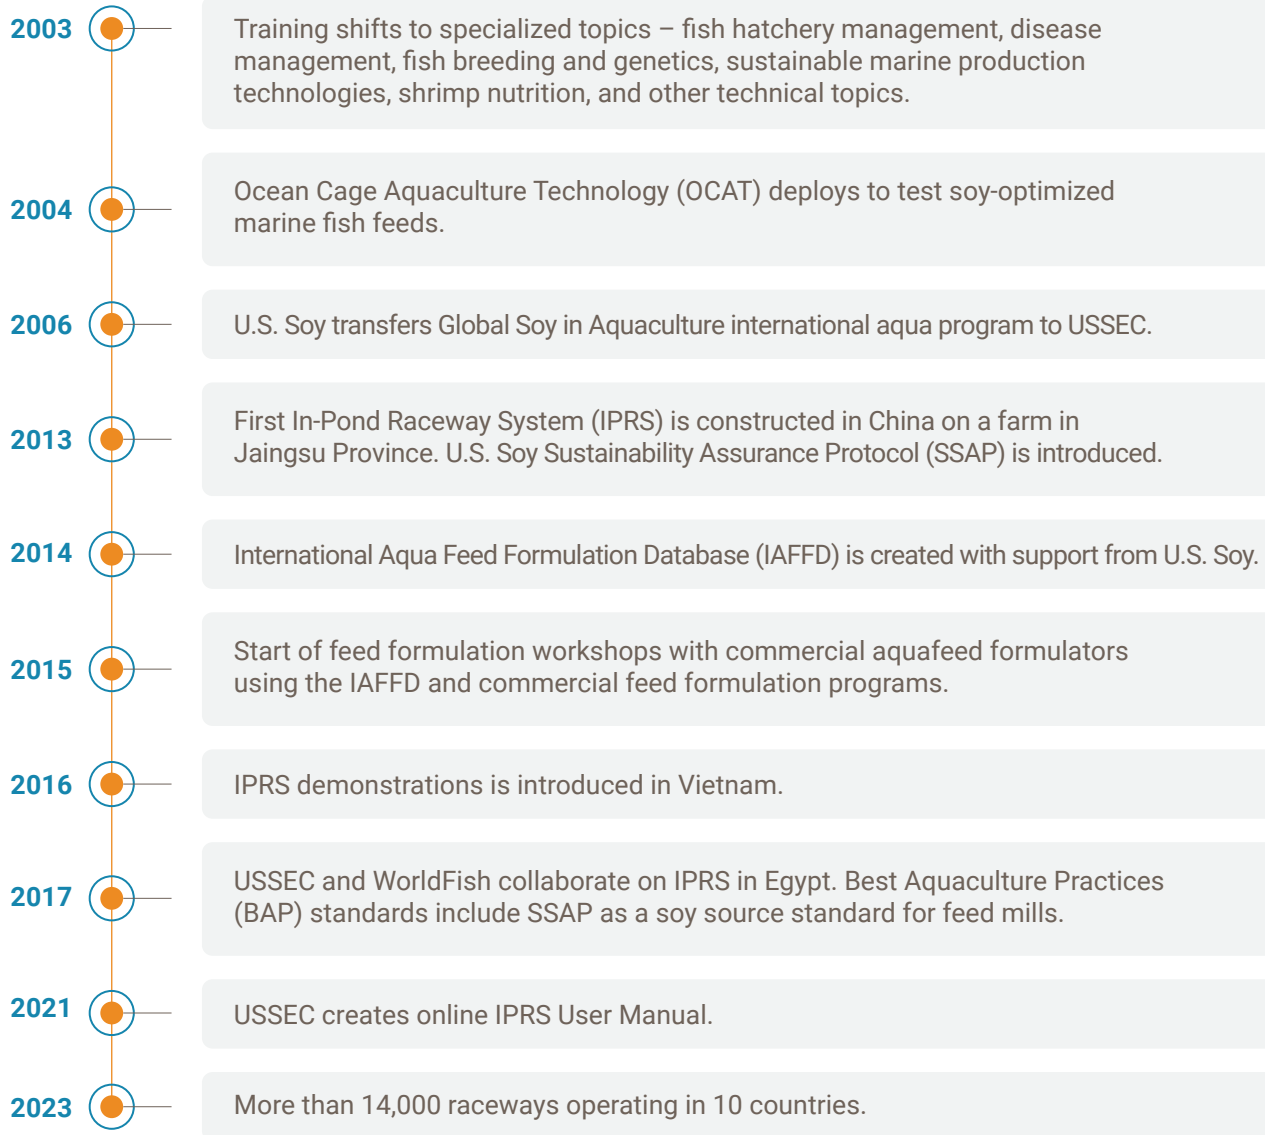 2003
Training shifts to specialized topics – fish hatchery management, disease
management, fish breeding and genetics, sustainable marine production
technologies, shrimp nutrition, and other technical topics.
2004
Ocean Cage Aquaculture Technology (OCAT) deploys to test soy-optimized
marine fish feeds.
2006
U.S. Soy transfers Global Soy in Aquaculture international aqua program to USSEC.
2013
First In-Pond Raceway System (IPRS) is constructed in China on a farm in
Jaingsu Province. U.S. Soy Sustainability Assurance Protocol (SSAP) is introduced.
2014
International Aqua Feed Formulation Database (IAFFD) is created with support from U.S. Soy.
2015
Start of feed formulation workshops with commercial aquafeed formulators
using the IAFFD and commercial feed formulation programs.
2016
IPRS demonstrations is introduced in Vietnam.
2017
USSEC and WorldFish collaborate on IPRS in Egypt. Best Aquaculture Practices
(BAP) standards include SSAP as a soy source standard for feed mills.
2021
USSEC creates online IPRS User Manual.
2023
More than 14,000 raceways operating in 10 countries.